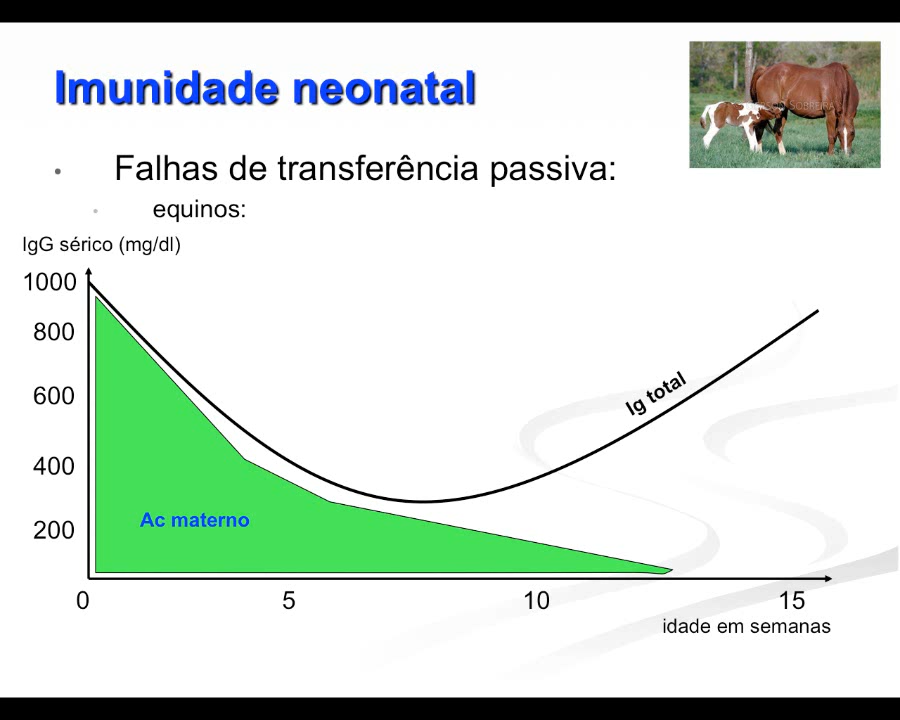 Imunidade neonatal
Falhas de transferência passiva:
equinos:
IgG sérico (mg/dl)
1000
800
600
400
200
Ig total
Ac materno
0 5 10 15
idade em semanas